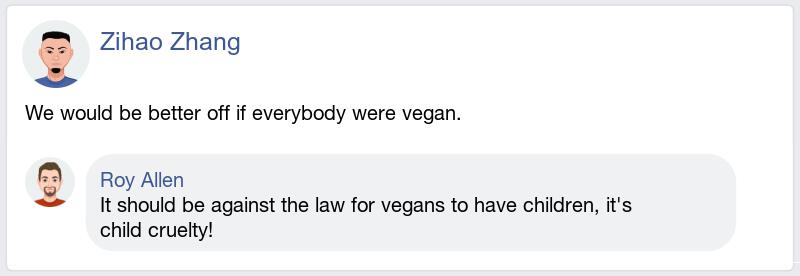 Zihao Zhang
We would be better off if everybody were vegan.
Roy Allen
It should be against the law for vegans to have children, it's
child cruelty!